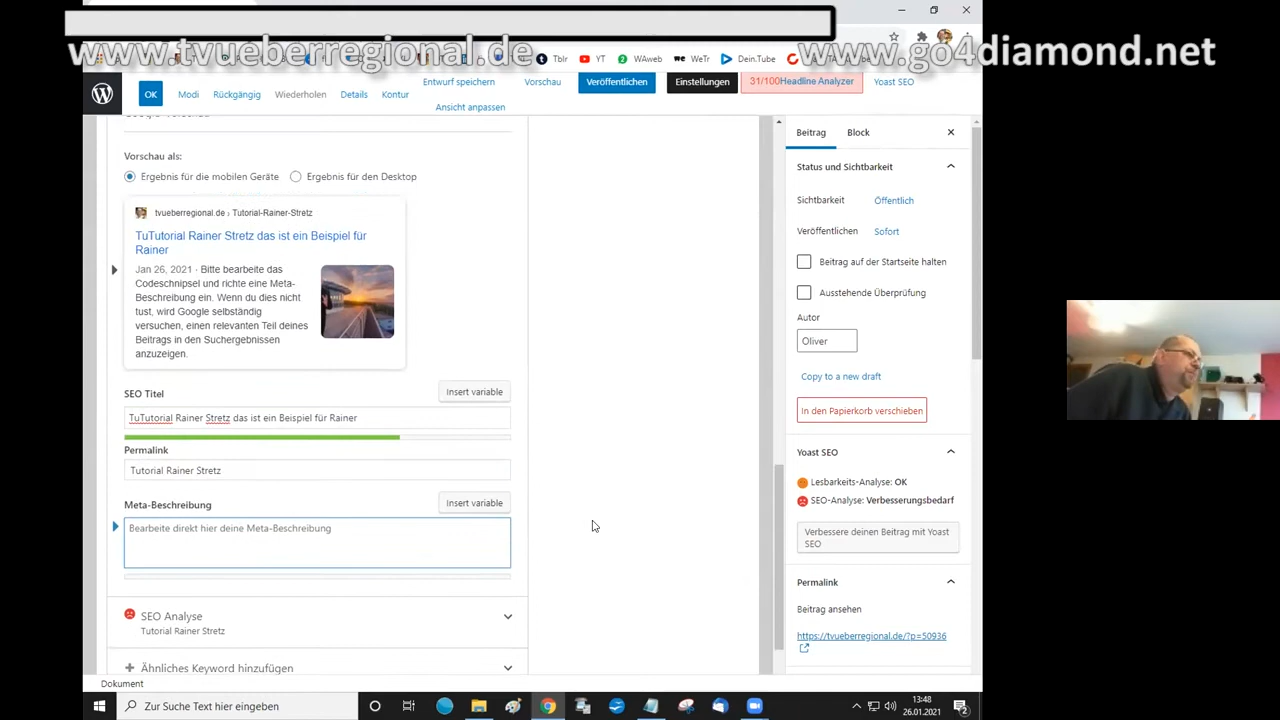 www.tvueberregional.de
www.go4diamond.net
Tblr
YT
WAweb
WeTr
Dein.Tube
OK
Modi
Rückgängig
Wiederholen
Details
Kontur
Entwurf speichern
Vorschau
Veröffentlichen
Einstellungen
31/100Headline Analyzer
Yoast SEO
Ansicht anpassen
Vorschau als:
Ergebnis für die mobilen Geräte
Ergebnis für den Desktop
tvueberregional.de › Tutorial-Rainer-Stretz
TuTutorial Rainer Stretz das ist ein Beispiel für
Rainer
Jan 26, 2021 · Bitte bearbeite das
Codeschnipsel und richte eine Meta-
Beschreibung ein. Wenn du dies nicht
tust, wird Google selbständig
versuchen, einen relevanten Teil deines
Beitrags in den Suchergebnissen
anzuzeigen.
SEO Titel
Insert variable
TuTutorial Rainer Stretz das ist ein Beispiel für Rainer
Permalink
Tutorial Rainer Stretz
Meta-Beschreibung
Insert variable
Bearbeite direkt hier deine Meta-Beschreibung
SEO Analyse
Tutorial Rainer Stretz
Ähnliches Keyword hinzufügen
Dokument
Beitrag
Block
Status und Sichtbarkeit
Sichtbarkeit
Öffentlich
Veröffentlichen
Sofort
Beitrag auf der Startseite halten
Ausstehende Überprüfung
Autor
Oliver
Copy to a new draft
In den Papierkorb verschieben
Yoast SEO
Lesbarkeits-Analyse: OK
SEO-Analyse: Verbesserungsbedarf
Verbessere deinen Beitrag mit Yoast
SEO
Permalink
Beitrag ansehen
https://tvueberregional.de/?p=50936
Zur Suche Text hier eingeben
13:48
26.01.2021
2